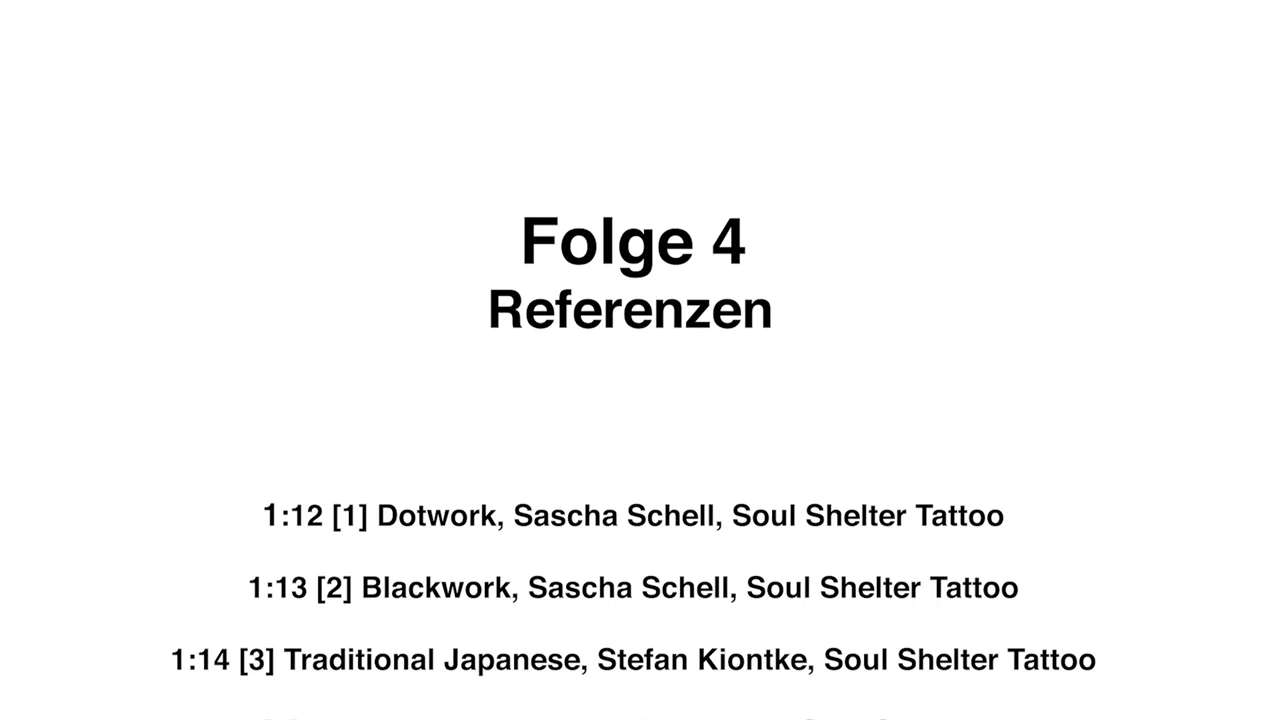 Folge 4
Referenzen
1:12 [1] Dotwork, Sascha Schell, Soul Shelter Tattoo
1:13 [2] Blackwork, Sascha Schell, Soul Shelter Tattoo
1:14 [3] Traditional Japanese, Stefan Kiontke, Soul Shelter Tattoo